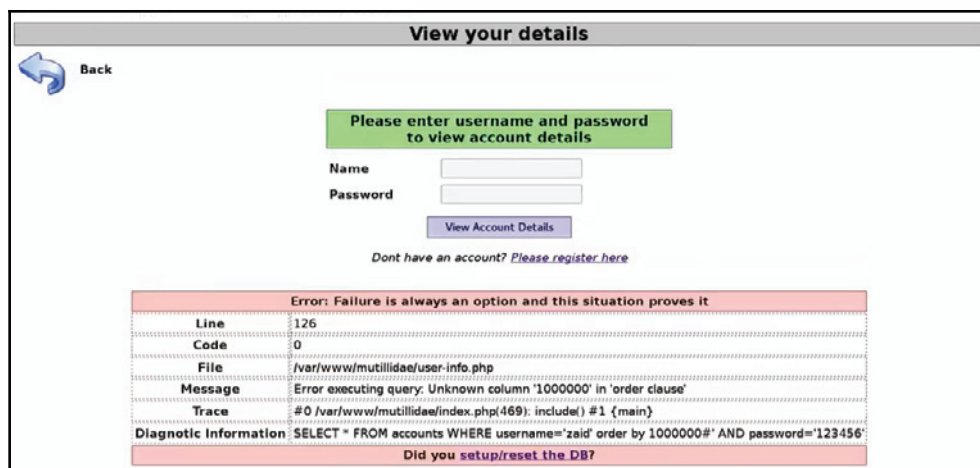 View your details
Back
Please enter username and password
to view account details
Name
Password
View Account Details
Dont have an account? Please register here
Error: Failure is always an option and this situation proves it
Line 126
Code 0
File /var/www/mutillidae/user-info.php
Message Error executing query: Unknown column '1000000' in 'order clause'
Trace #0 /var/www/mutillidae/index.php(469): include() #1 {main}
Diagnotic Information SELECT * FROM accounts WHERE username='zaid' order by 1000000#' AND password='123456'
Did you setup/reset the DB?